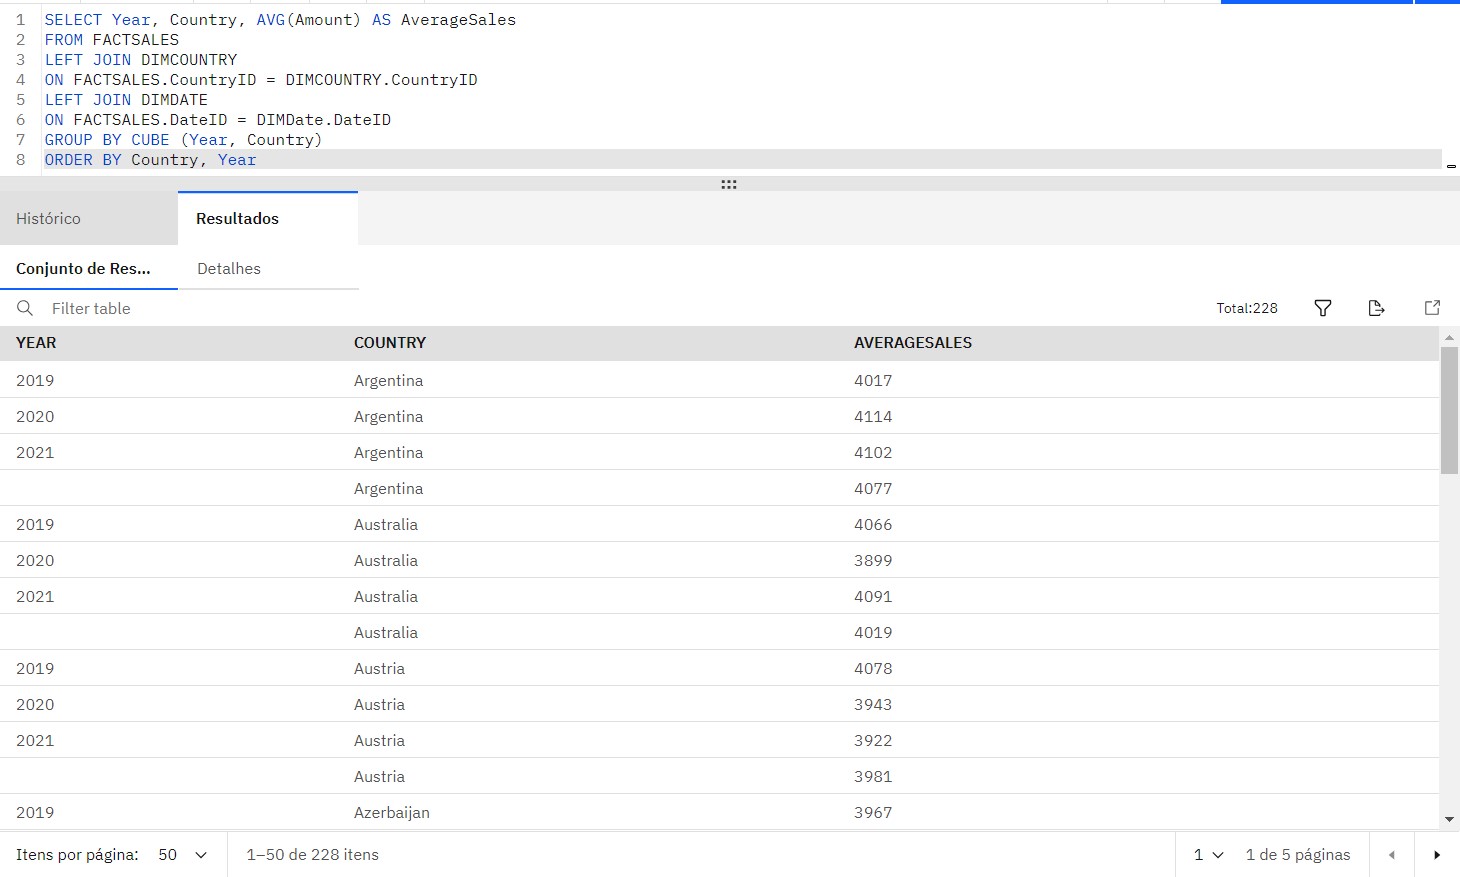 1 SELECT Year, Country, AVG(Amount) AS AverageSales
2 FROM FACTSALES
3 LEFT JOIN DIMCOUNTRY
4 ON FACTSALES.CountryID = DIMCOUNTRY.CountryID
5 LEFT JOIN DIMDATE
6 ON FACTSALES.DateID = DIMDate.DateID
7 GROUP BY CUBE (Year, Country)
8 ORDER BY Country, Year
Histórico Resultados
Conjunto de Res... Detalhes
Filter table Total:228
YEAR COUNTRY AVERAGESALES
2019 Argentina 4017
2020 Argentina 4114
2021 Argentina 4102
Argentina 4077
2019 Australia 4066
2020 Australia 3899
2021 Australia 4091
Australia 4019
2019 Austria 4078
2020 Austria 3943
2021 Austria 3922
Austria 3981
2019 Azerbaijan 3967
Itens por página: 50 1–50 de 228 itens 1 1 de 5 páginas